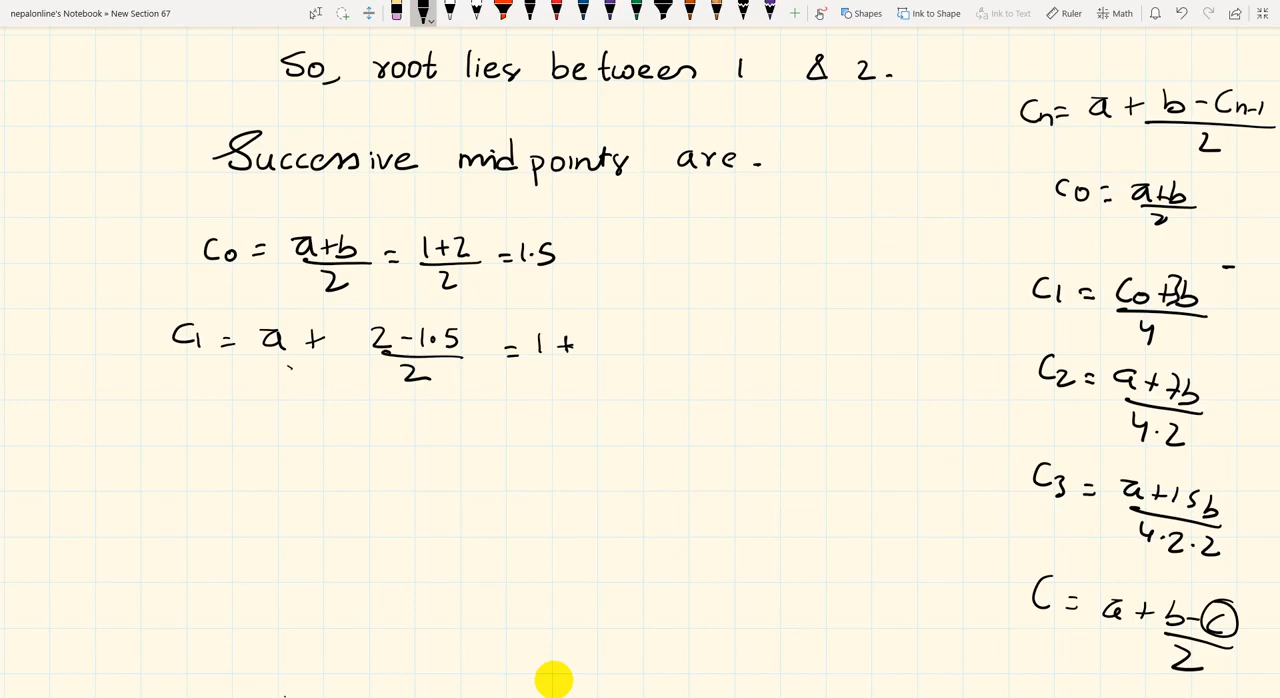 nepalonline's Notebook » New Section 67
Shapes Ink to Shape Ink to Text Ruler Math
So, root lies between 1 & 2.
Successive midpoints are.
C0 = a+b/2 = 1+2/2 = 1.5
C1 = a + 2-1.5/2 = 1 +
Cn = a + b-Cn-1/2
C0 = a+b/2
C1 = C0+3b/4
C2 = a+7b/4.2
C3 = a+15b/4.2.2
C = a + b-C/2